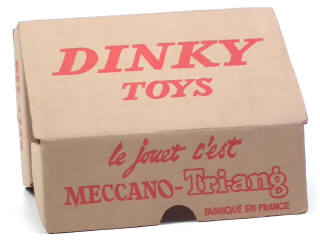 DINKY
TOYS
le jouet c'est
MECCANO-Tri-ang
FABRIQUÉ EN FRANCE